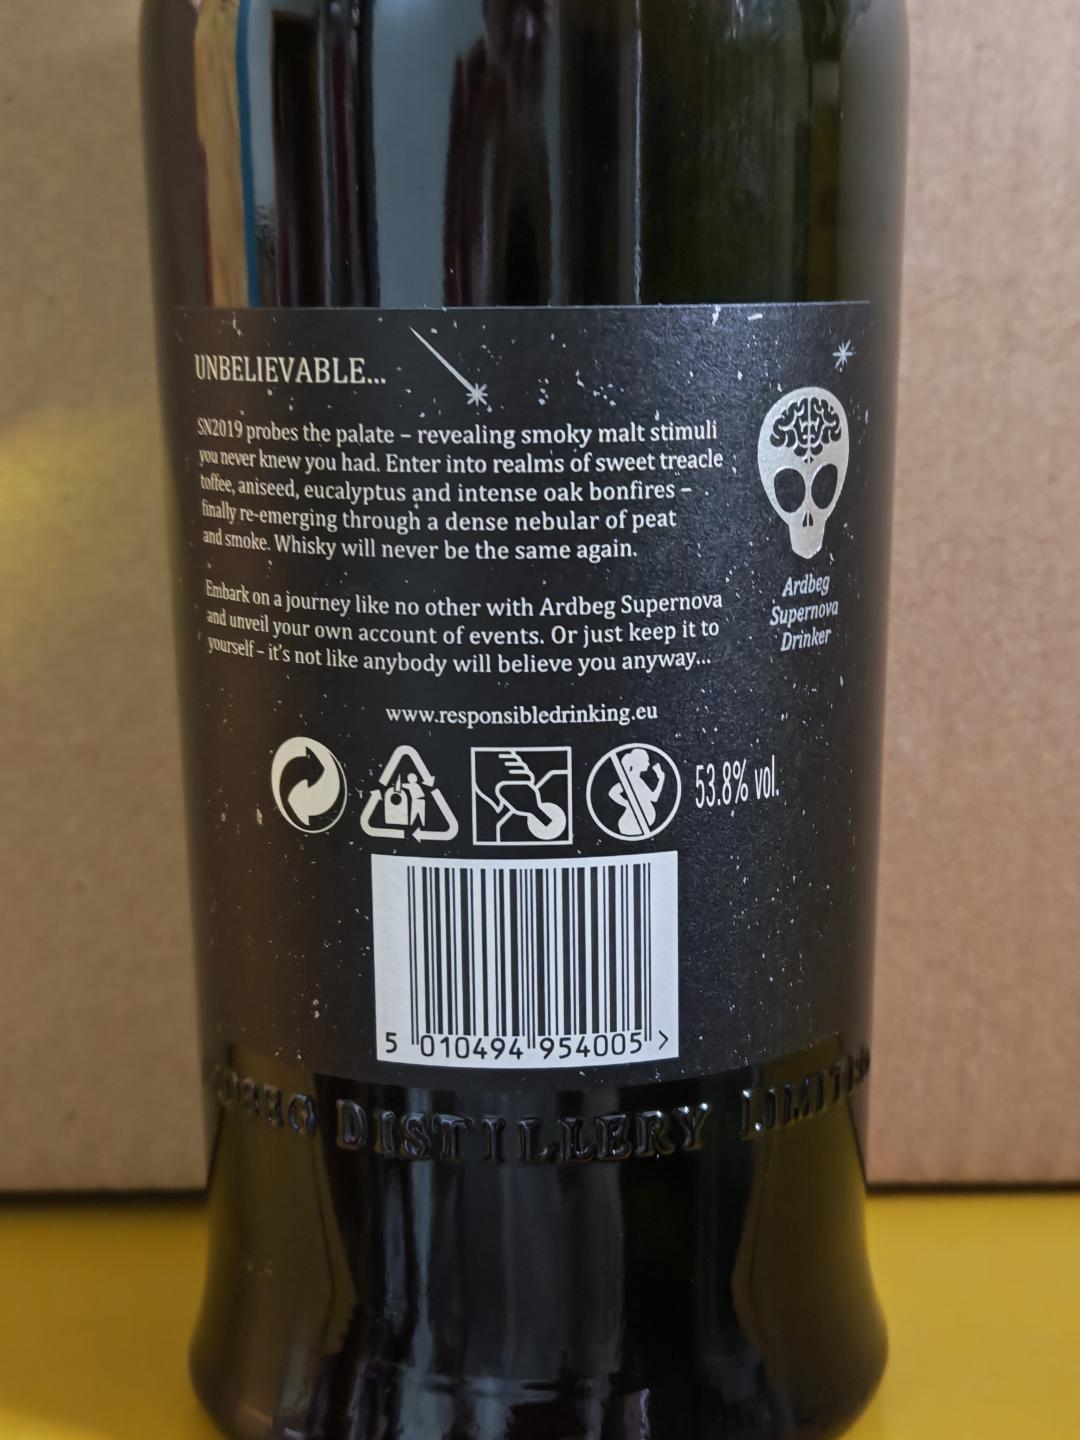 UNBELIEVABLE...
SN2019 probes the palate – revealing smoky malt stimuli
you never knew you had. Enter into realms of sweet treacle
toffee, aniseed, eucalyptus and intense oak bonfires –
finally re-emerging through a dense nebular of peat
and smoke. Whisky will never be the same again.
Embark on a journey like no other with Ardbeg Supernova
and unveil your own account of events. Or just keep it to
yourself – it's not like anybody will believe you anyway...
Ardbeg
Supernova
Drinker
www.responsibledrinking.eu
53.8% vol.
5 010494 954005 >
DISTILLERY LIMITED